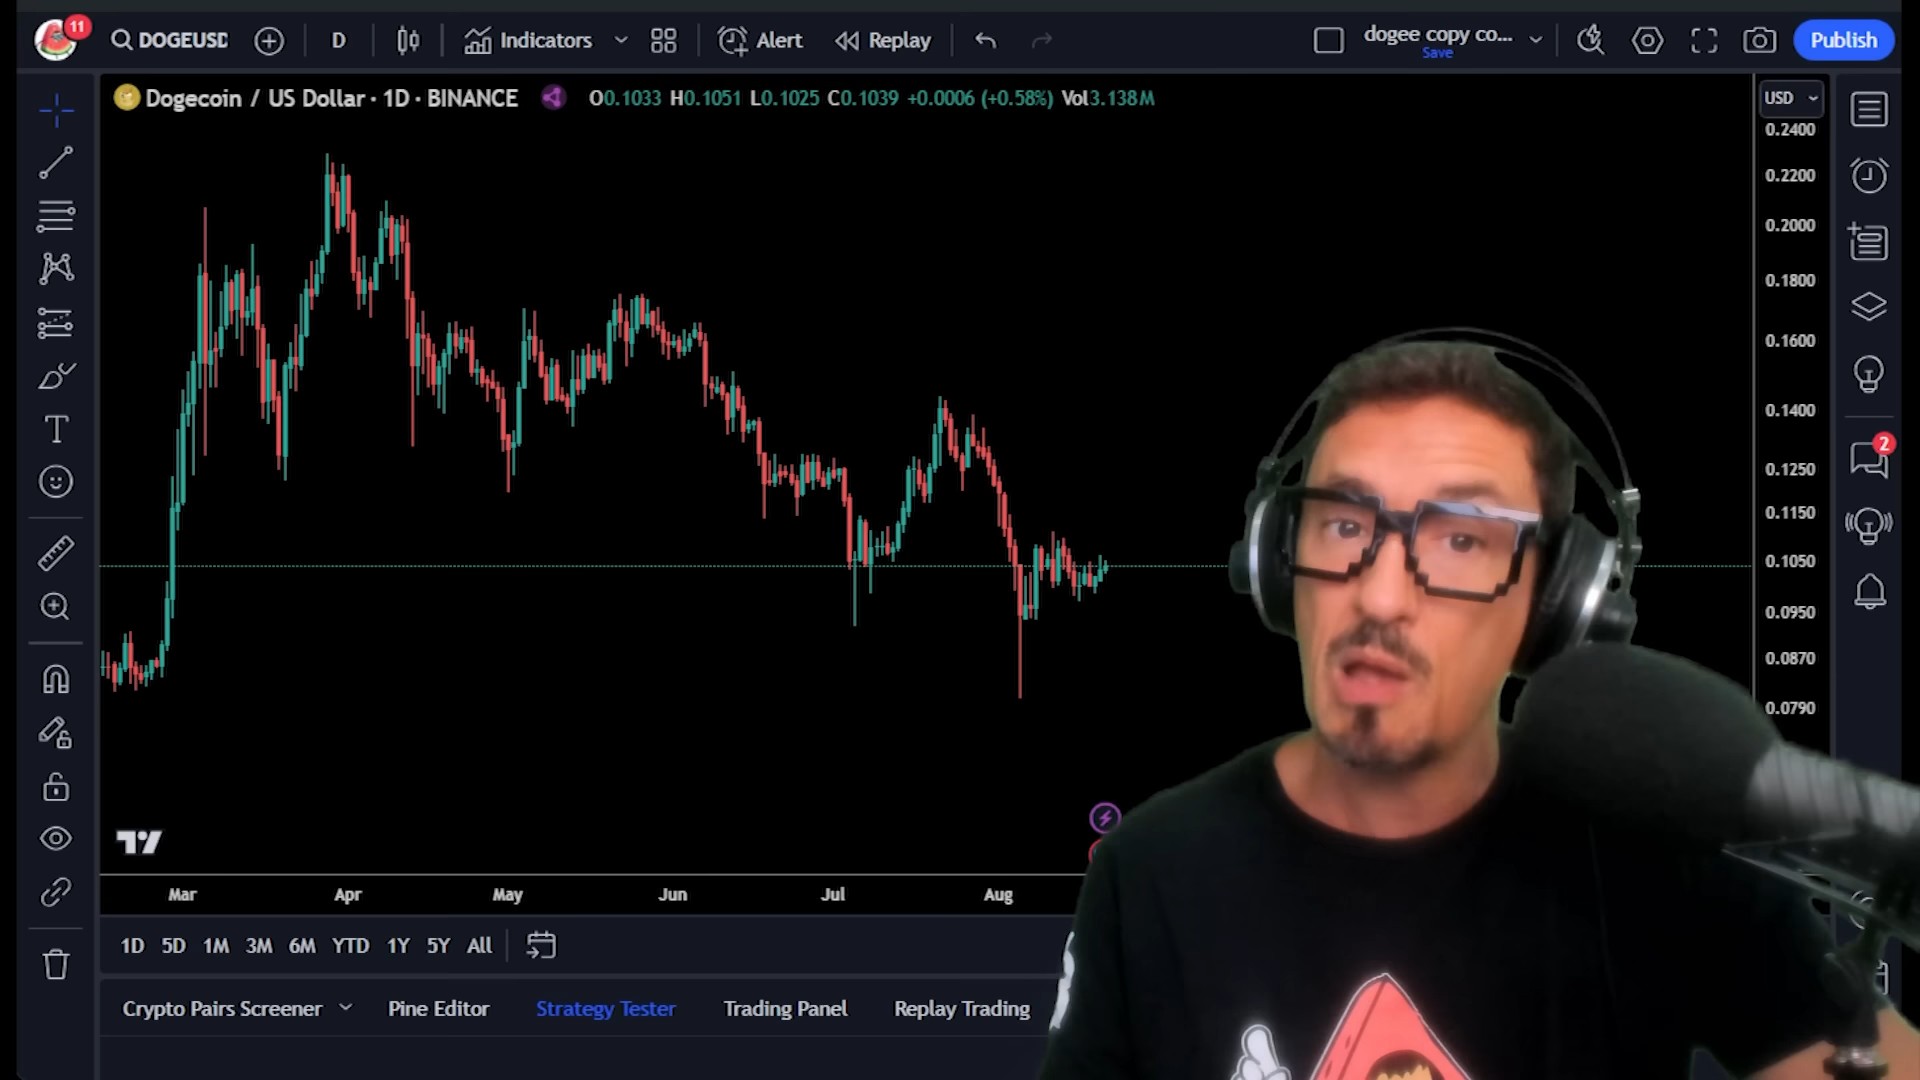 11
DOGEUSD
D
Indicators
Alert
Replay
dogee copy co...
Save
Publish
Dogecoin / US Dollar · 1D · BINANCE
O0.1033 H0.1051 L0.1025 C0.1039 +0.0006 (+0.58%) Vol3.138M
USD
0.2400
0.2200
0.2000
0.1800
0.1600
0.1400
0.1250
0.1150
0.1050
0.0950
0.0870
0.0790
2
Mar Apr May Jun Jul Aug
1D 5D 1M 3M 6M YTD 1Y 5Y All
Crypto Pairs Screener Pine Editor Strategy Tester Trading Panel Replay Trading